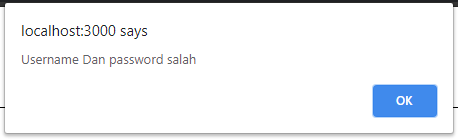 localhost:3000 says
Username Dan password salah
OK